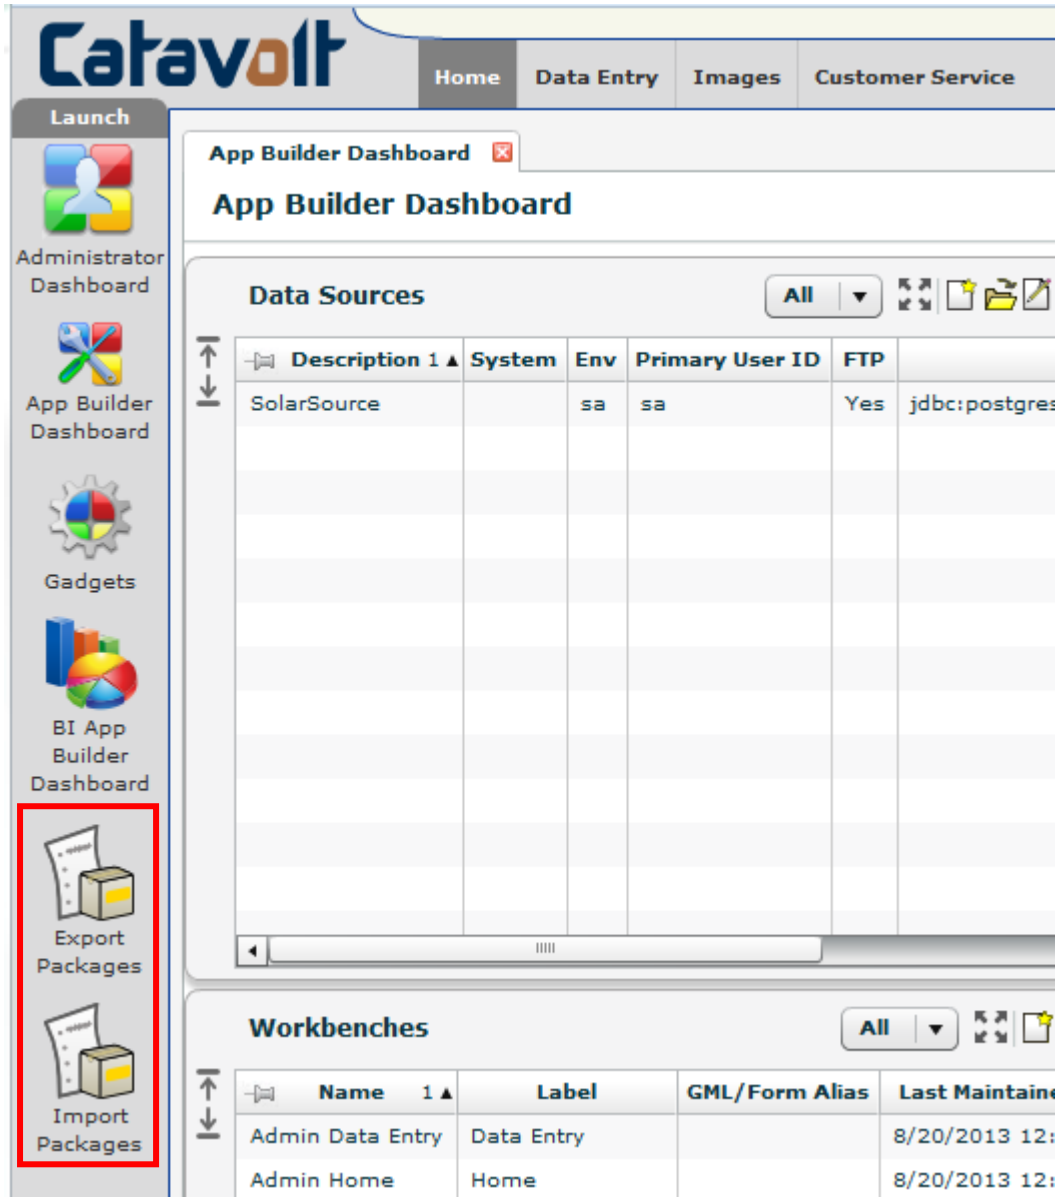 Catavolt
Home Data Entry Images Customer Service
Launch
Administrator
Dashboard
App Builder
Dashboard
Gadgets
BI App
Builder
Dashboard
Export
Packages
Import
Packages
App Builder Dashboard
App Builder Dashboard
Data Sources All
Description 1 System Env Primary User ID FTP
SolarSource sa sa Yes jdbc:postgres
Workbenches All
Name 1 Label GML/Form Alias Last Maintaine
Admin Data Entry Data Entry 8/20/2013 12:
Admin Home Home 8/20/2013 12: